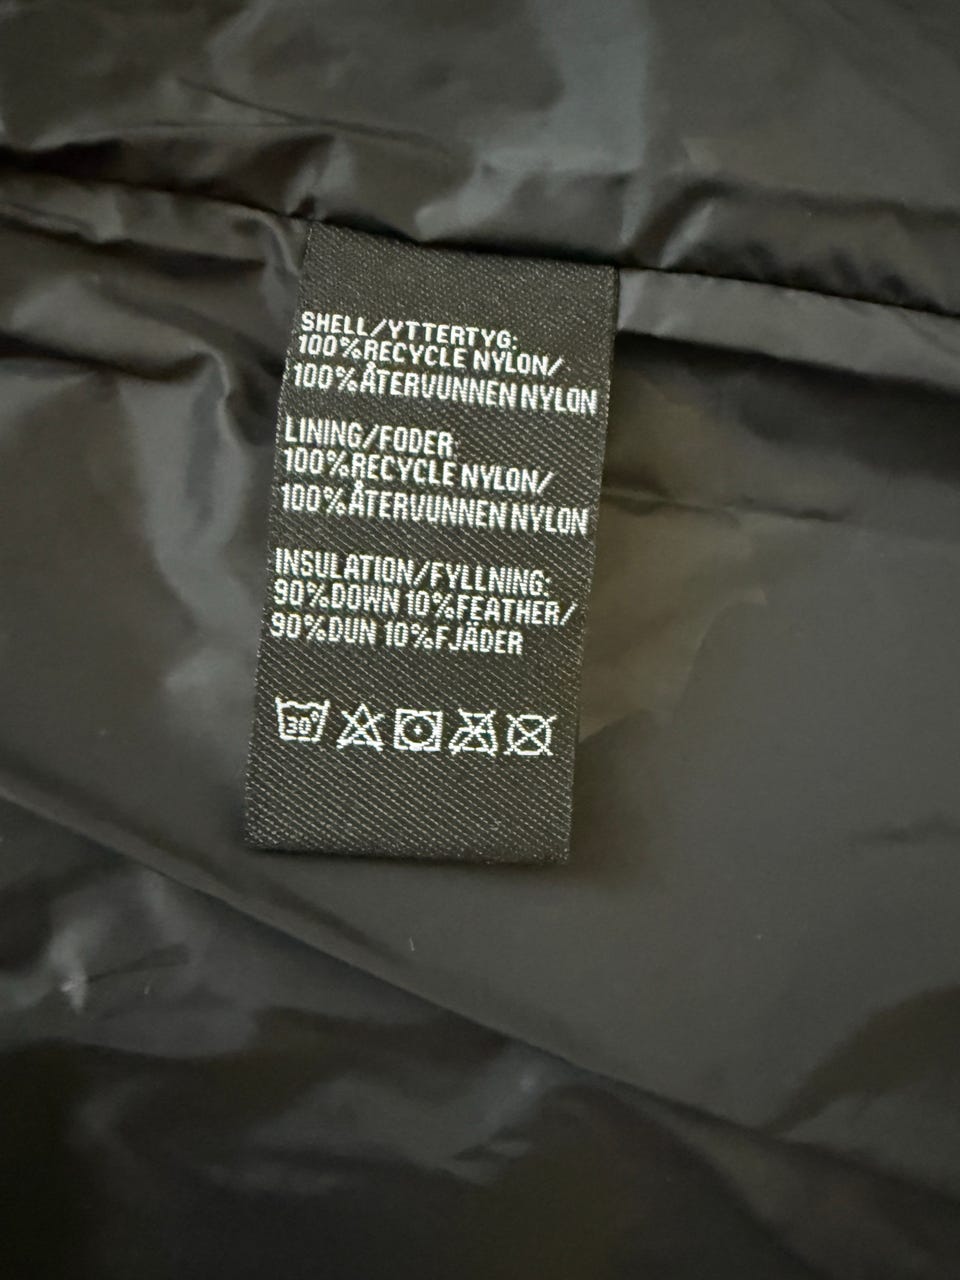 SHELL/YTTERTYG:
100%RECYCLE NYLON/
100%ÅTERVUNNEN NYLON
LINING/FODER
100%RECYCLE NYLON/
100%ÅTERVUNNEN NYLON
INSULATION/FYLLNING:
90%DOWN 10%FEATHER/
90%DUN 10%FJÄDER
30°